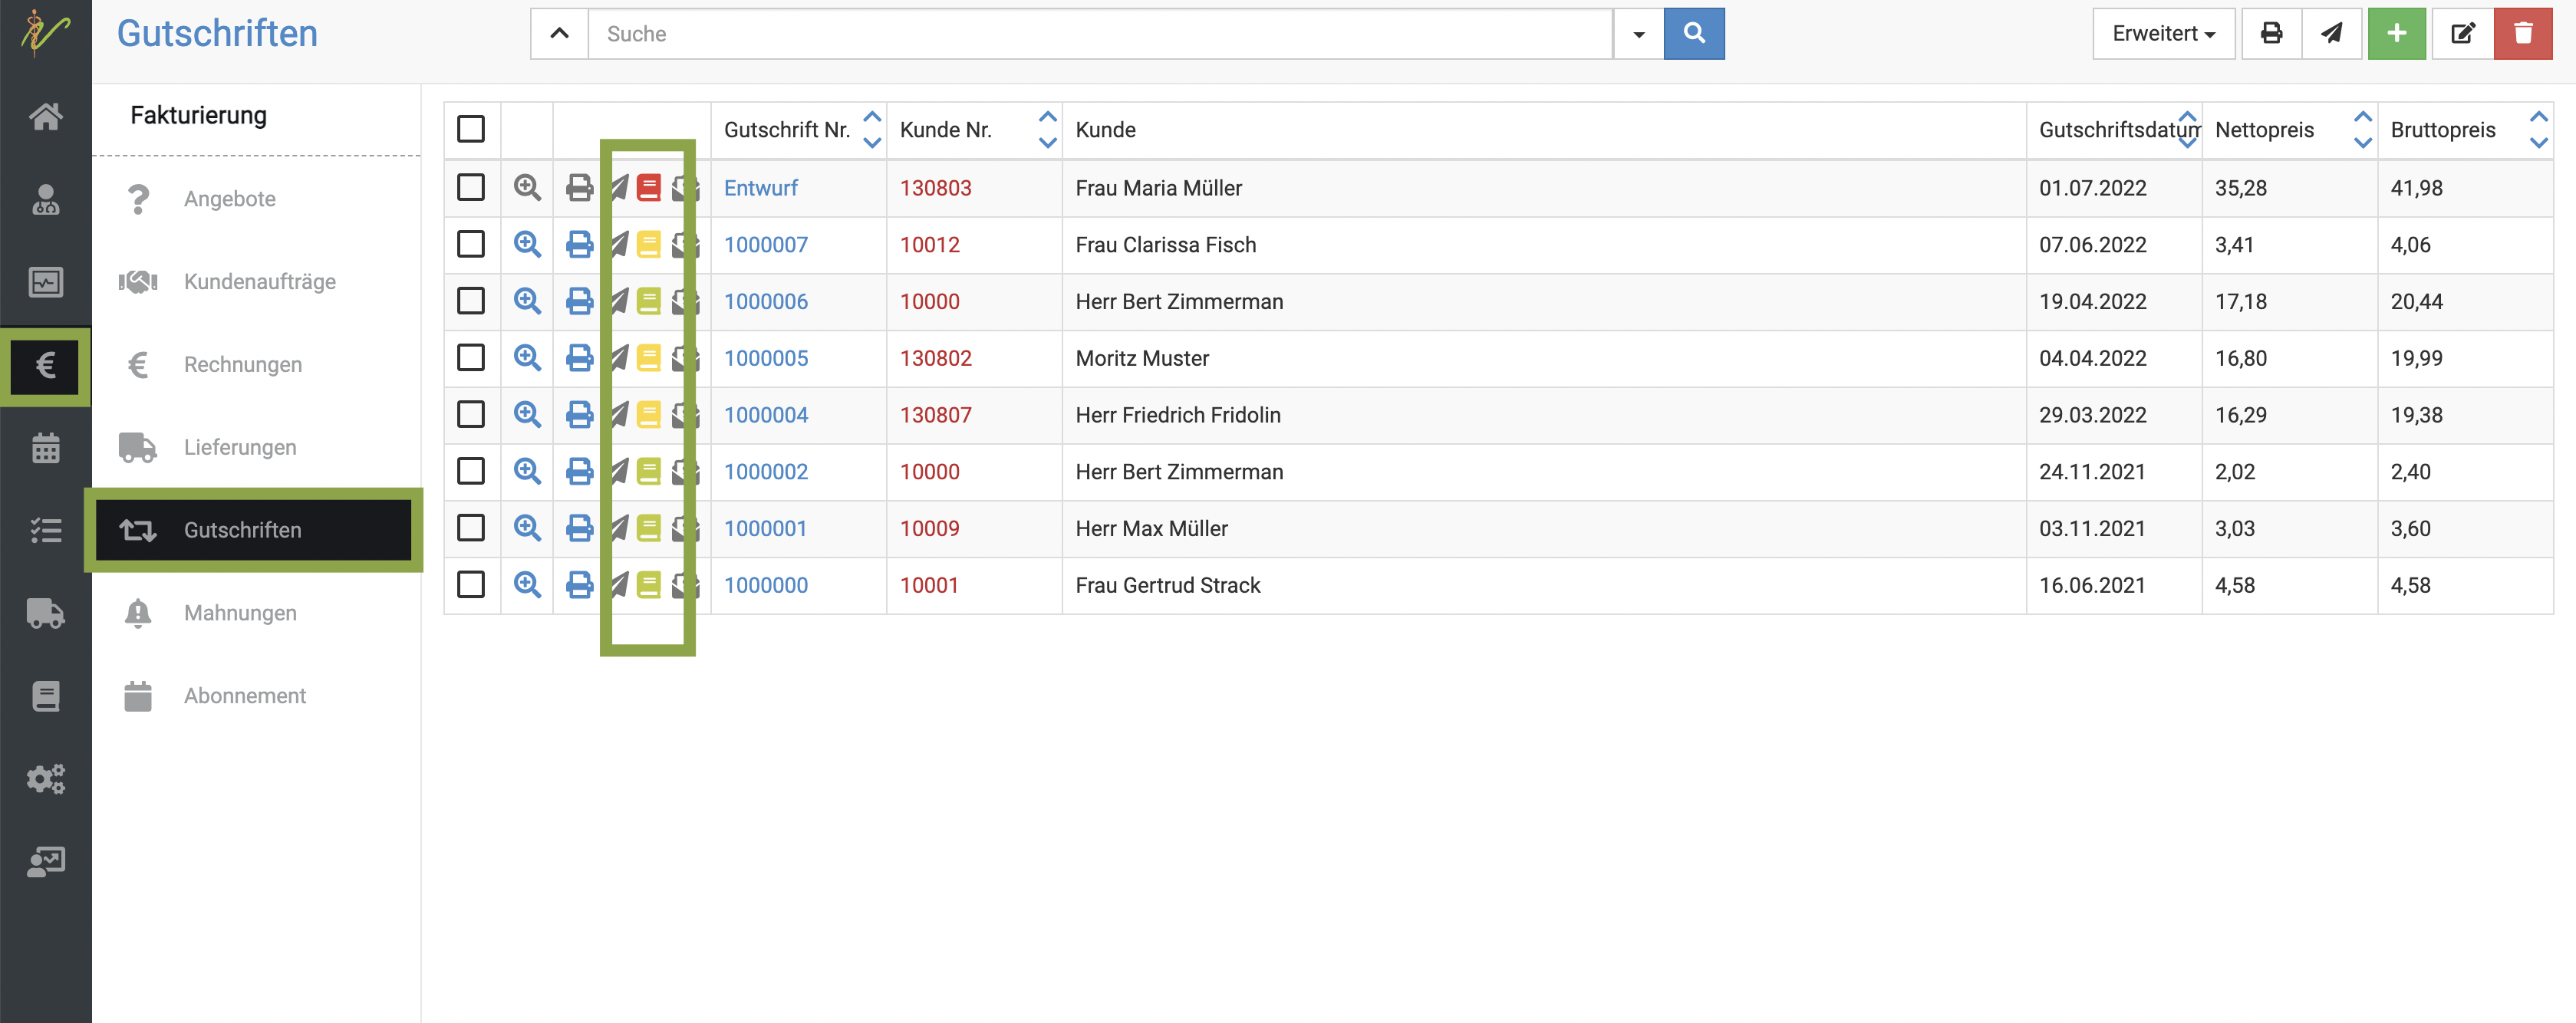 Gutschriften
Suche
Erweitert
Fakturierung
Angebote
Kundenaufträge
€ Rechnungen
Lieferungen
Gutschriften
Mahnungen
Abonnement
€
Gutschrift Nr. Kunde Nr. Kunde Gutschriftsdatum Nettopreis Bruttopreis
Entwurf 130803 Frau Maria Müller 01.07.2022 35,28 41,98
1000007 10012 Frau Clarissa Fisch 07.06.2022 3,41 4,06
1000006 10000 Herr Bert Zimmerman 19.04.2022 17,18 20,44
1000005 130802 Moritz Muster 04.04.2022 16,80 19,99
1000004 130807 Herr Friedrich Fridolin 29.03.2022 16,29 19,38
1000002 10000 Herr Bert Zimmerman 24.11.2021 2,02 2,40
1000001 10009 Herr Max Müller 03.11.2021 3,03 3,60
1000000 10001 Frau Gertrud Strack 16.06.2021 4,58 4,58